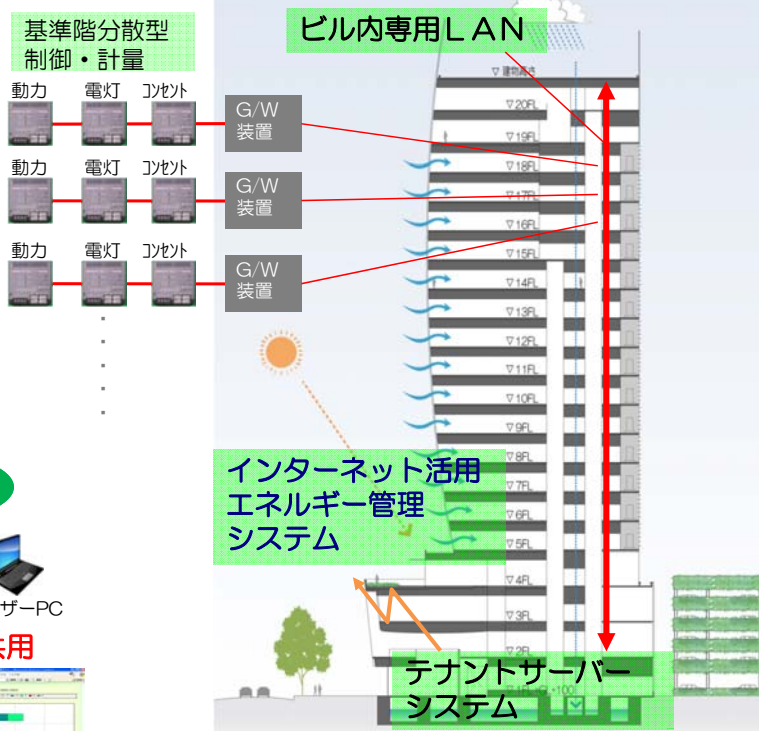 基準階分散型
制御・計量
ビル内専用LAN
動力 電灯 コンセント
G/W
装置
動力 電灯 コンセント
G/W
装置
動力 電灯 コンセント
G/W
装置
▽建物高さ
▽20FL
▽19FL
▽18FL
▽17FL
▽16FL
▽15FL
▽14FL
▽13FL
▽12FL
▽11FL
▽10FL
▽9FL
▽8FL
▽7FL
▽6FL
▽5FL
▽4FL
▽3FL
▽2FL
インターネット活用
エネルギー管理
システム
ザーPC
用
テナントサーバー
システム